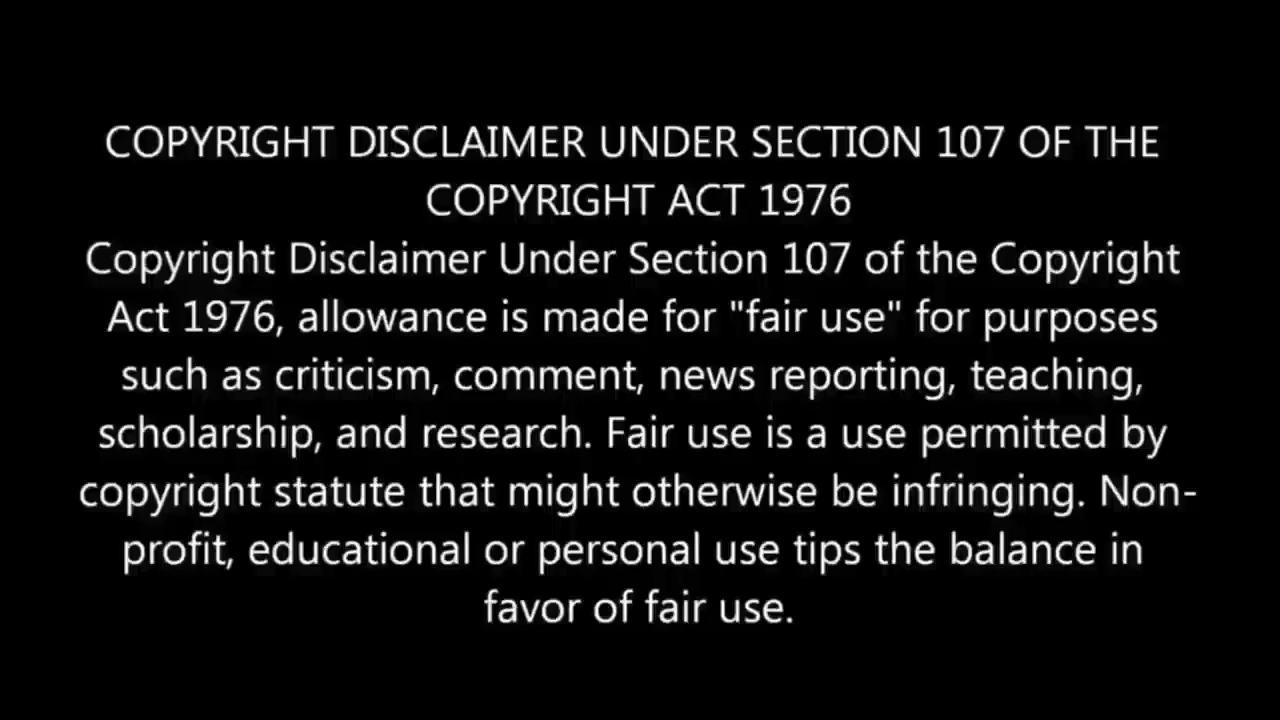 COPYRIGHT DISCLAIMER UNDER SECTION 107 OF THE
COPYRIGHT ACT 1976
Copyright Disclaimer Under Section 107 of the Copyright
Act 1976, allowance is made for "fair use" for purposes
such as criticism, comment, news reporting, teaching,
scholarship, and research. Fair use is a use permitted by
copyright statute that might otherwise be infringing. Non-
profit, educational or personal use tips the balance in
favor of fair use.